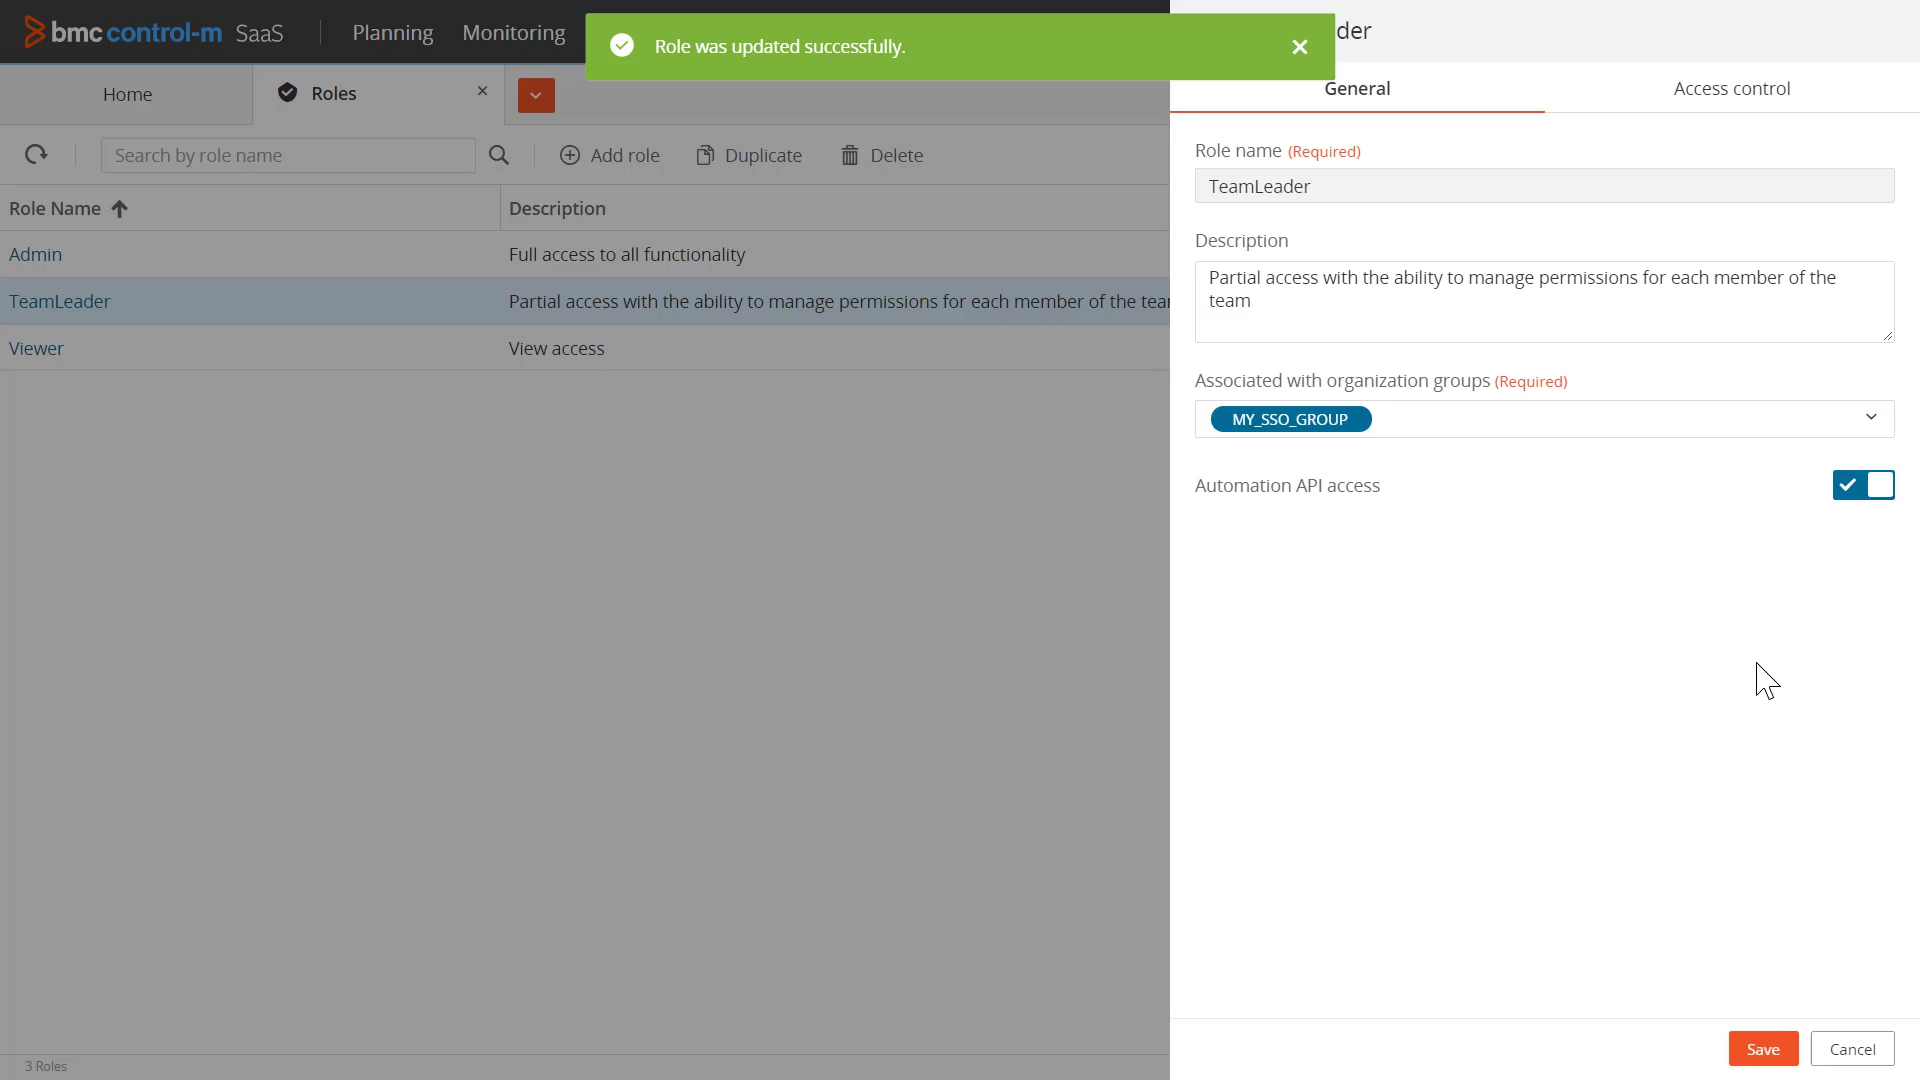 bmc control-m SaaS
Planning
Monitoring
Role was updated successfully.
der
Home
Roles
General
Access control
Search by role name
Add role
Duplicate
Delete
Role Name
Description
Admin
Full access to all functionality
TeamLeader
Partial access with the ability to manage permissions for each member of the tea
Viewer
View access
3 Roles
Role name (Required)
TeamLeader
Description
Partial access with the ability to manage permissions for each member of the
team
Associated with organization groups (Required)
MY_SSO_GROUP
Automation API access
Save
Cancel